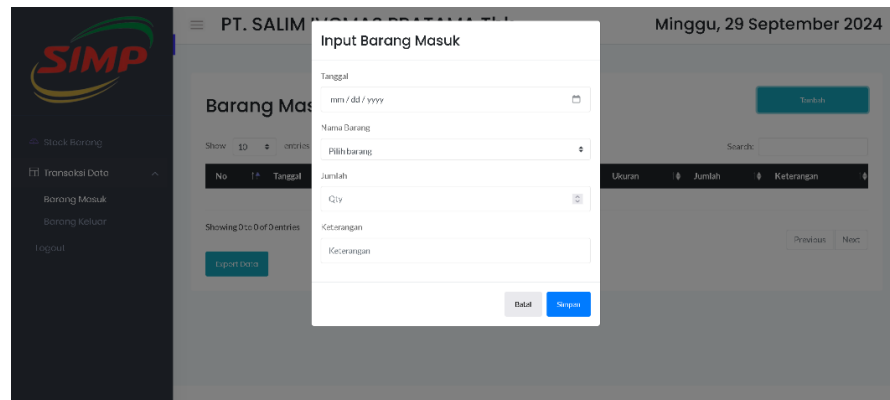 SIMP
PT. SALIM
Minggu, 29 September 2024
Input Barang Masuk
Tanggal
mm / dd / yyyy
Nama Barang
Pilih barang
Jumlah
Qty
Keterangan
Keterangan
Batal
Simpan
Barang Mas
Tambah
Show 10 entries
Search:
No
Tanggal
Ukuran
Jumlah
Keterangan
Showing 0 to 0 of 0 entries
Previous
Next
Export Data
Stock Barang
Transaksi Data
Barang Masuk
Barang Keluar
Logout